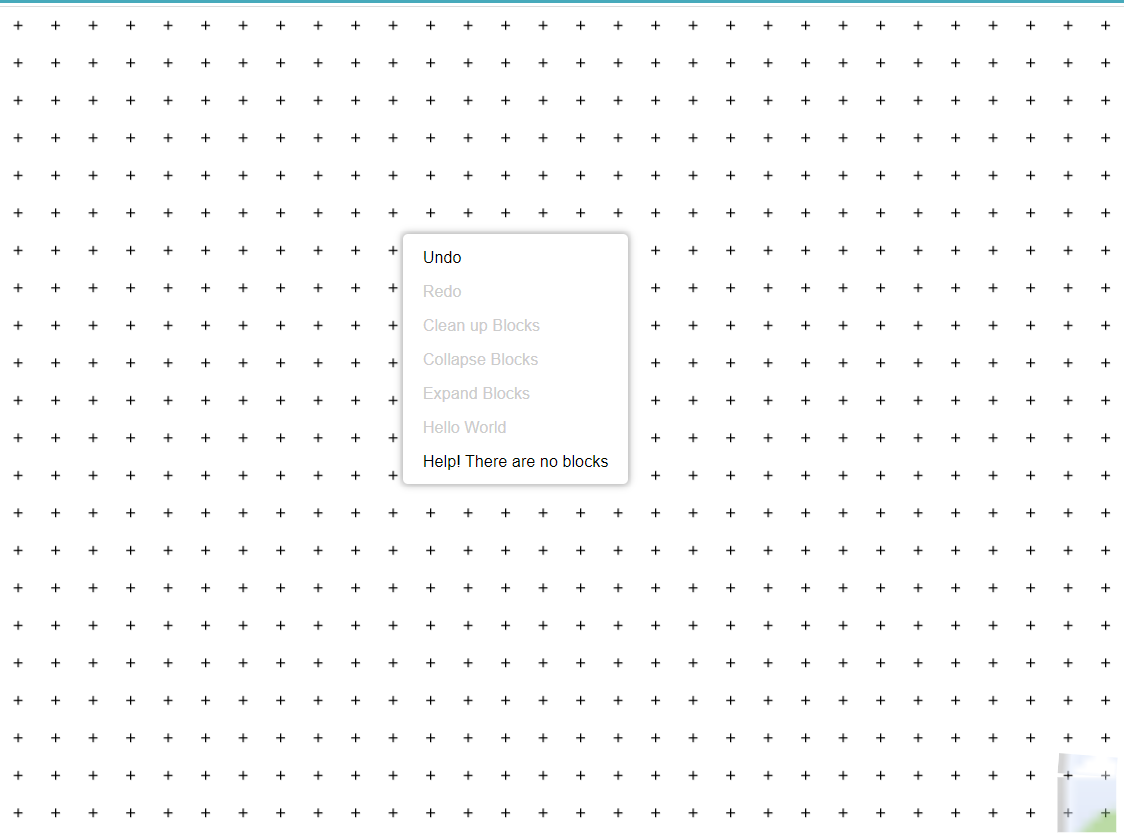 Undo
Redo
Clean up Blocks
Collapse Blocks
Expand Blocks
Hello World
Help! There are no blocks